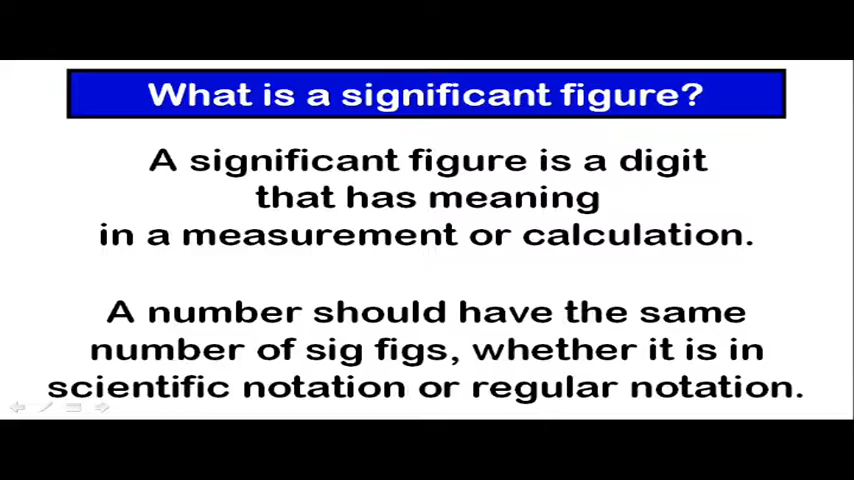 What is a significant figure?
A significant figure is a digit
that has meaning
in a measurement or calculation.
A number should have the same
number of sig figs, whether it is in
scientific notation or regular notation.